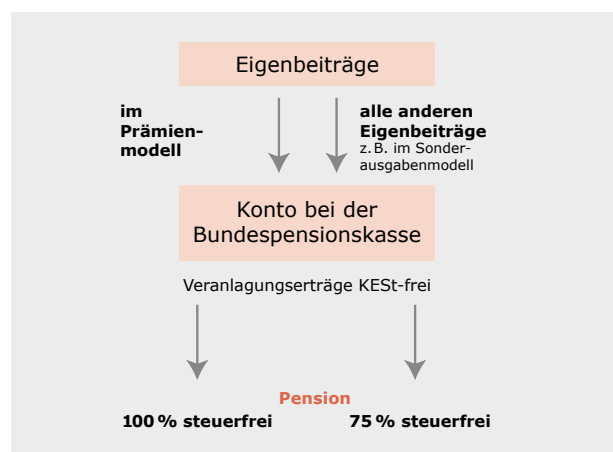 Eigenbeiträge
im
Prämien-
modell
alle anderen
Eigenbeiträge
z. B. im Sonder-
ausgabenmodell
Konto bei der
Bundespensionskasse
Veranlagungserträge KESt-frei
Pension
100 % steuerfrei
75 % steuerfrei